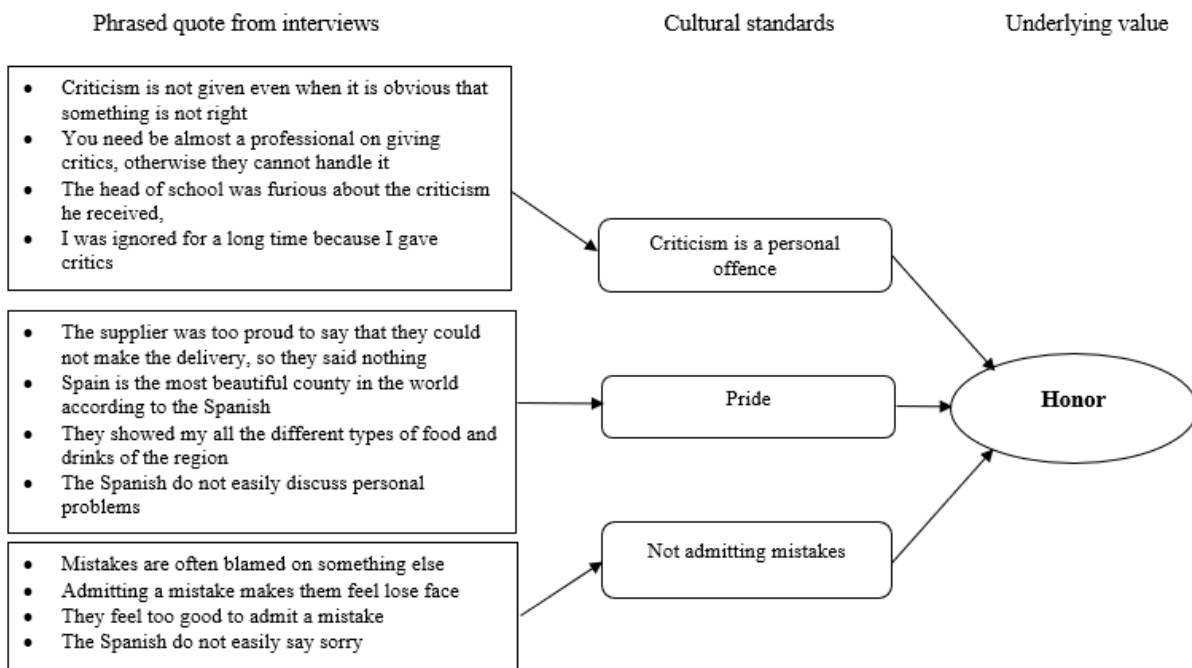 Phrased quote from interviews
Cultural standards
Underlying value
• Criticism is not given even when it is obvious that
something is not right
• You need be almost a professional on giving
critics, otherwise they cannot handle it
• The head of school was furious about the criticism
he received,
• I was ignored for a long time because I gave
critics
Criticism is a personal
offence
• The supplier was too proud to say that they could
not make the delivery, so they said nothing
• Spain is the most beautiful county in the world
according to the Spanish
• They showed my all the different types of food and
drinks of the region
• The Spanish do not easily discuss personal
problems
Pride
Honor
• Mistakes are often blamed on something else
• Admitting a mistake makes them feel lose face
• They feel too good to admit a mistake
• The Spanish do not easily say sorry
Not admitting mistakes